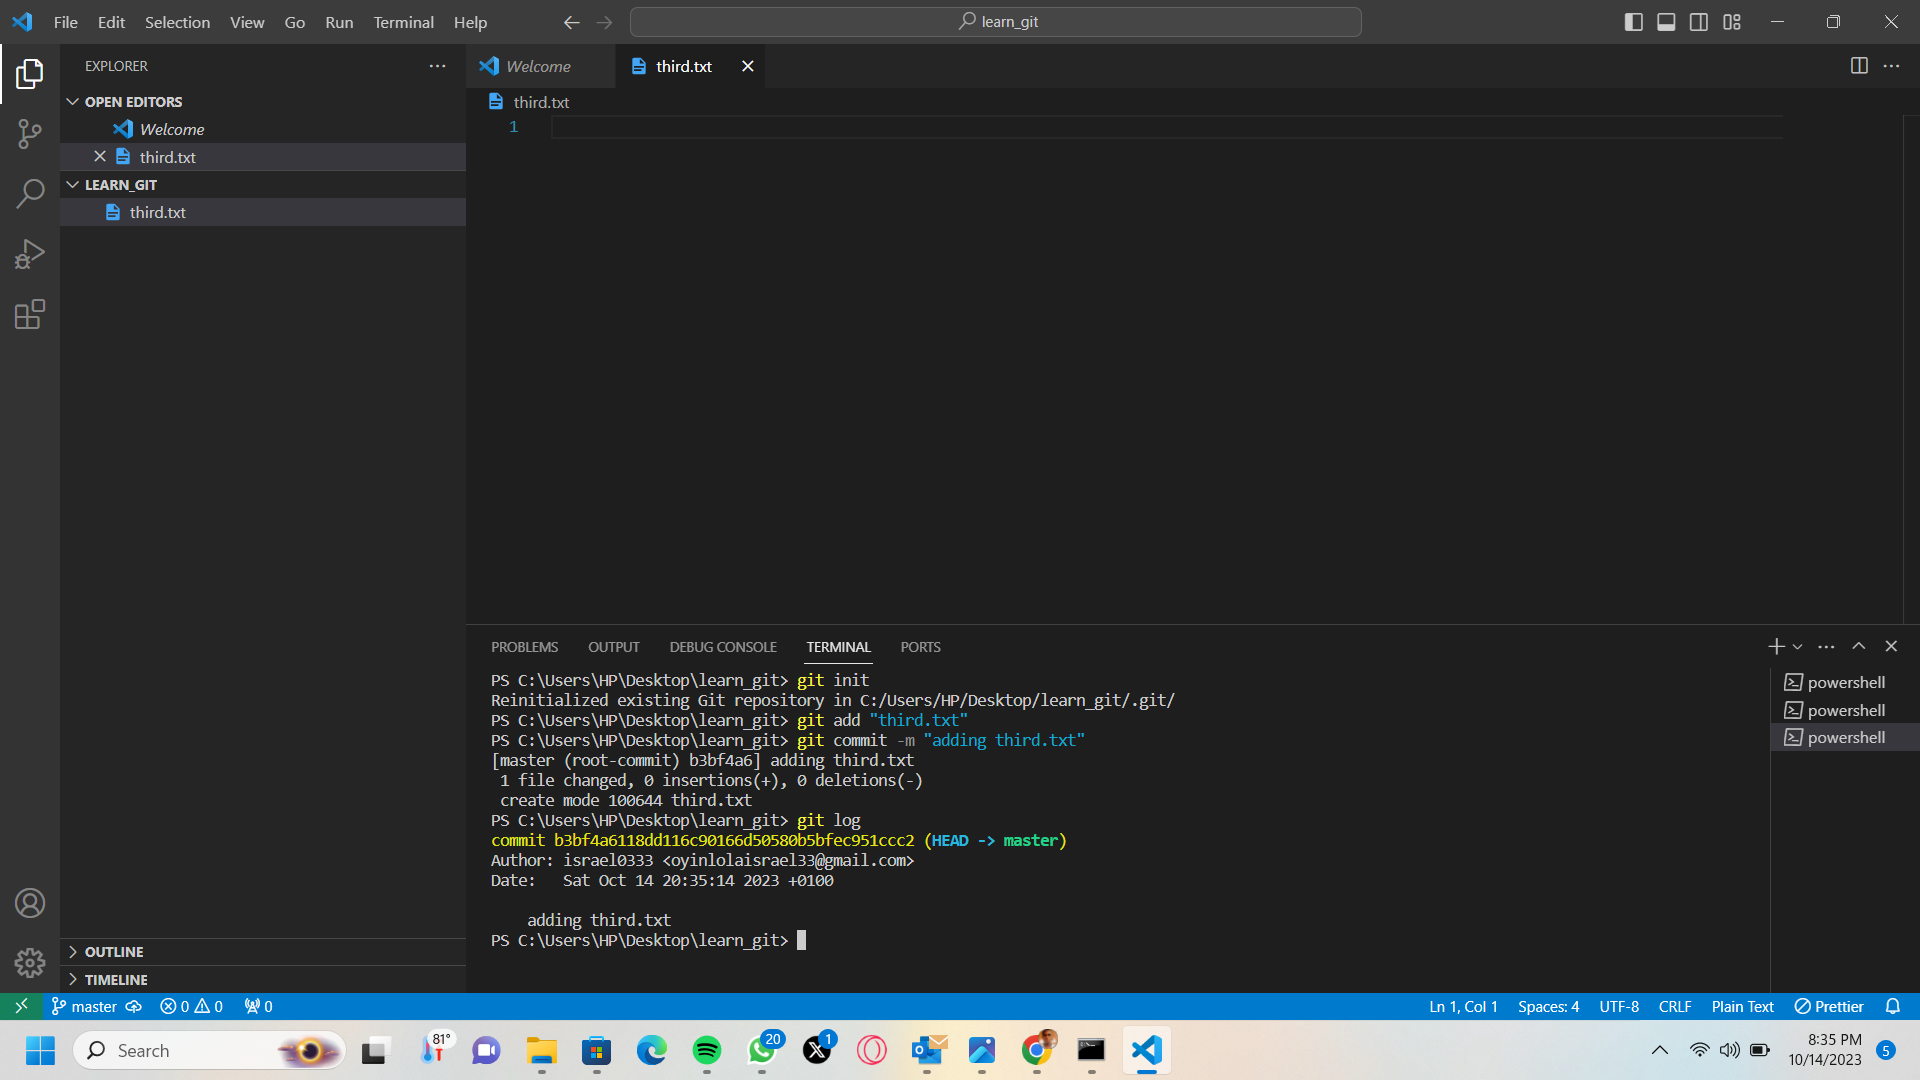 File Edit Selection View Go Run Terminal Help
learn_git
EXPLORER
OPEN EDITORS
Welcome
third.txt
LEARN_GIT
third.txt
OUTLINE
TIMELINE
Welcome
third.txt
third.txt
1
PROBLEMS OUTPUT DEBUG CONSOLE TERMINAL PORTS
PS C:\Users\HP\Desktop\learn_git> git init
Reinitialized existing Git repository in C:/Users/HP/Desktop/learn_git/.git/
PS C:\Users\HP\Desktop\learn_git> git add "third.txt"
PS C:\Users\HP\Desktop\learn_git> git commit -m "adding third.txt"
[master (root-commit) b3bf4a6] adding third.txt
1 file changed, 0 insertions(+), 0 deletions(-)
create mode 100644 third.txt
PS C:\Users\HP\Desktop\learn_git> git log
commit b3bf4a6118dd116c90166d50580b5bfec951ccc2 (HEAD -> master)
Author: israel0333 <oyinlolaisrael33@gmail.com>
Date:   Sat Oct 14 20:35:14 2023 +0100
adding third.txt
PS C:\Users\HP\Desktop\learn_git>
powershell
powershell
powershell
master 0 0 0
Ln 1, Col 1 Spaces: 4 UTF-8 CRLF Plain Text Prettier
Search
81°
20
1
8:35 PM
10/14/2023
5